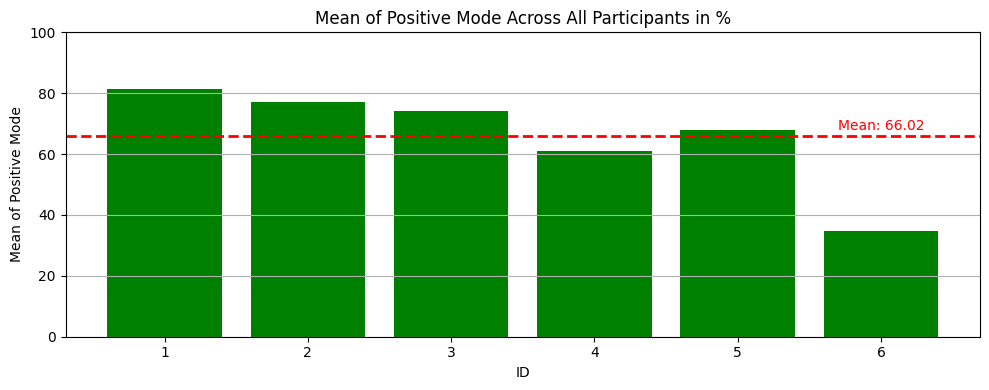 Mean of Positive Mode Across All Participants in %
Mean of Positive Mode
100
80
60
40
20
0
Mean: 66.02
1 2 3 4 5 6
ID